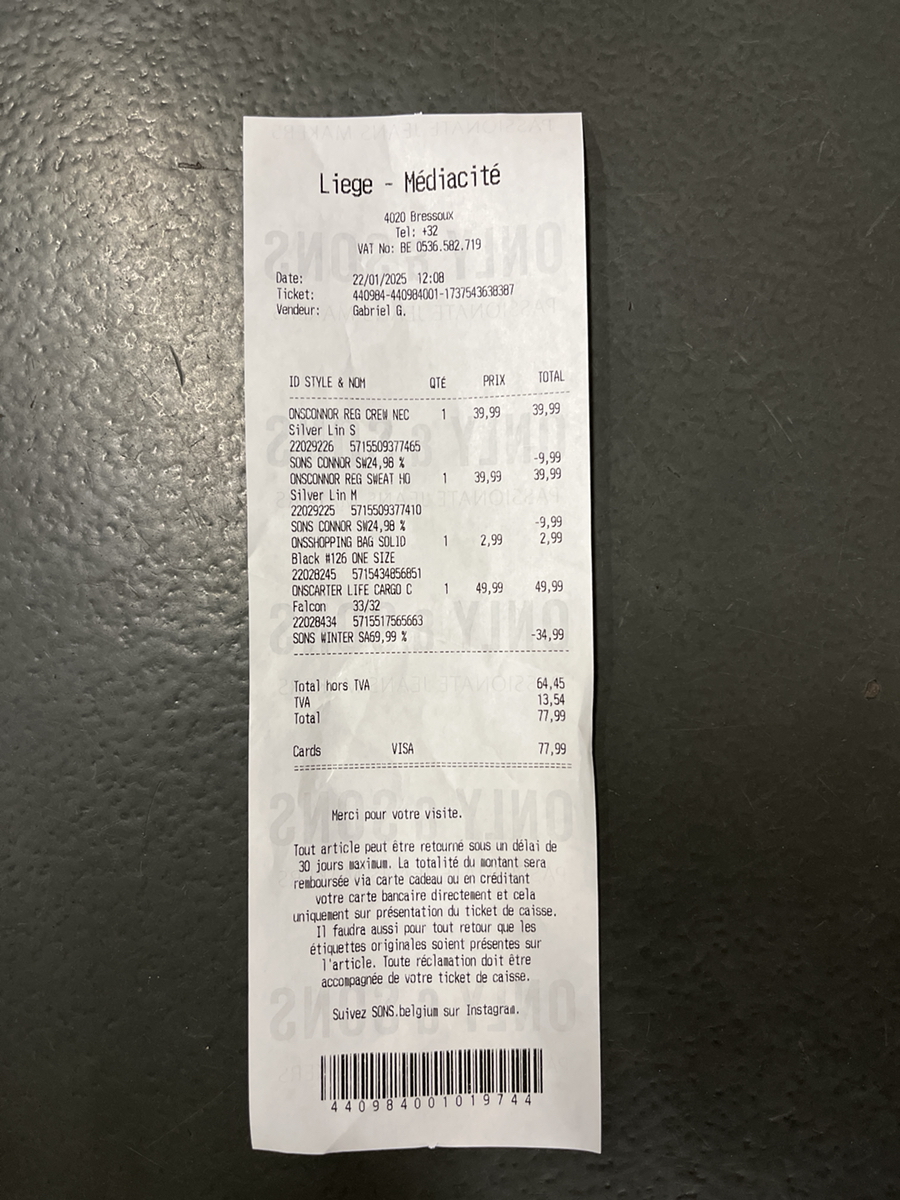 Liege - Médiacité
4020 Bressoux
Tel: +32
VAT No: BE 0536.582.719
Date: 22/01/2025 12:08
Ticket: 440984-440984001-1737543638387
Vendeur: Gabriel G.
ID STYLE & NOM QTÉ PRIX TOTAL
ONSCONNOR REG CREW NEC 1 39,99 39,99
Silver Lin S
22029226 5715509377465
SONS CONNOR SW24,98 % -9,99
ONSCONNOR REG SWEAT HO 1 39,99 39,99
Silver Lin M
22029225 5715509377410
SONS CONNOR SW24,98 % -9,99
ONSSHOPPING BAG SOLID 1 2,99 2,99
Black #126 ONE SIZE
22028245 5715434856851
ONSCARTER LIFE CARGO C 1 49,99 49,99
Falcon 33/32
22028434 5715517565663
SONS WINTER SA69,99 % -34,99
Total hors TVA 64,45
TVA 13,54
Total 77,99
Cards VISA 77,99
Merci pour votre visite.
Tout article peut être retourné sous un délai de
30 jours maximum. La totalité du montant sera
remboursée via carte cadeau ou en créditant
votre carte bancaire directement et cela
uniquement sur présentation du ticket de caisse.
Il faudra aussi pour tout retour que les
étiquettes originales soient présentes sur
l'article. Toute réclamation doit être
accompagnée de votre ticket de caisse.
Suivez SONS.belgium sur Instagram.
440984001019744